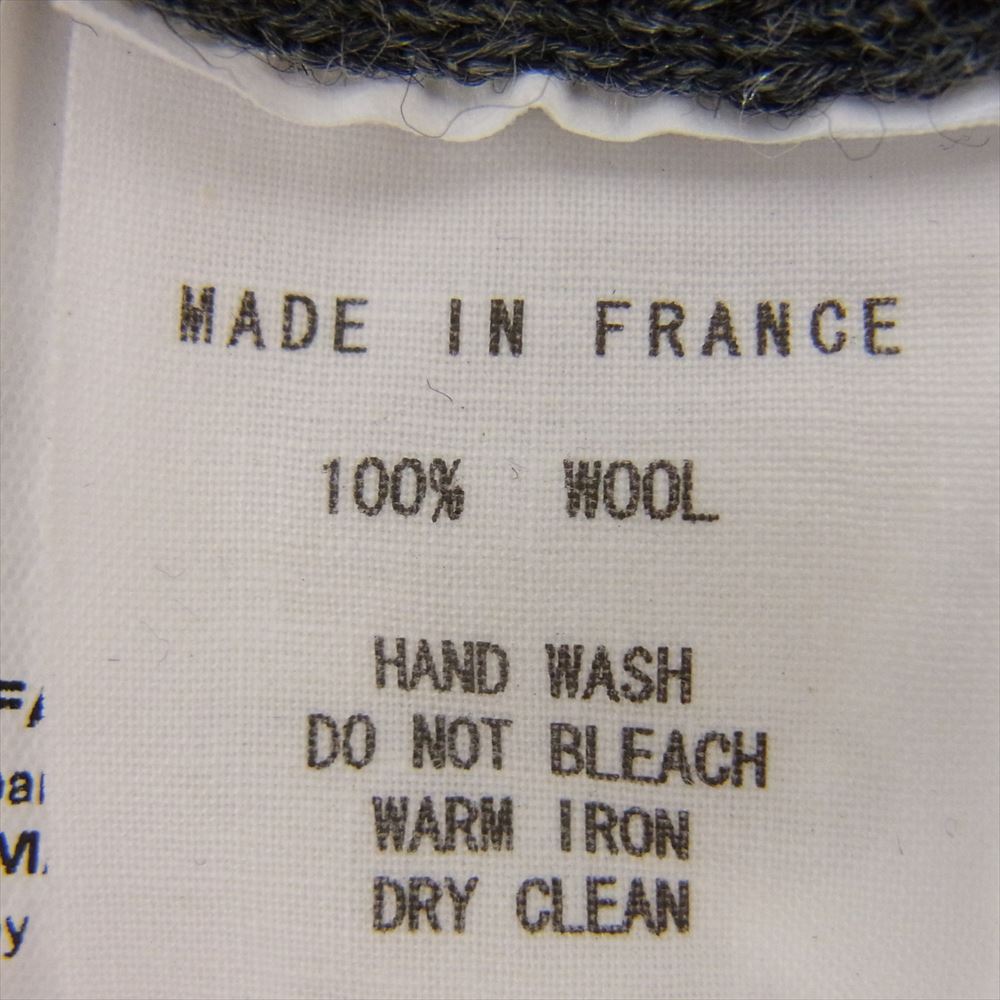 MADE IN FRANCE
100% WOOL
HAND WASH
DO NOT BLEACH
WARM IRON
DRY CLEAN